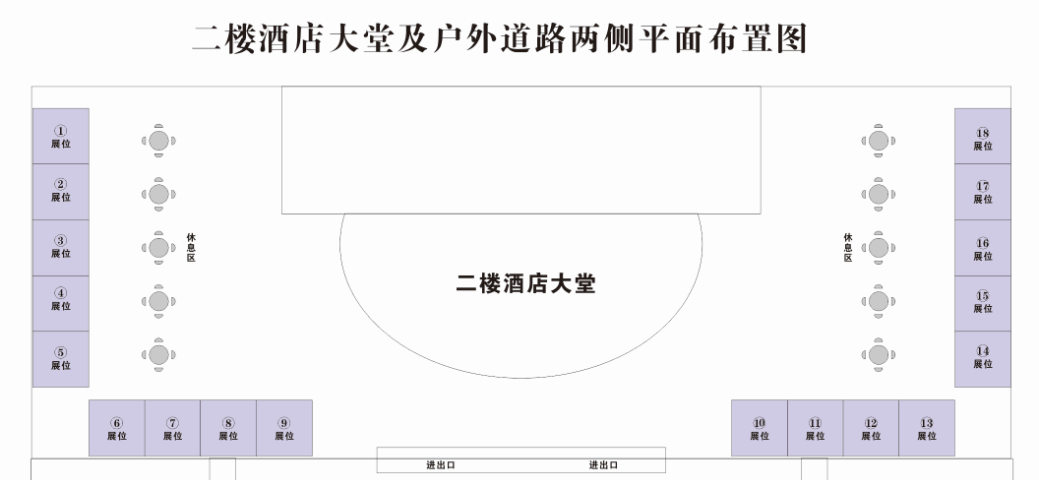 二楼酒店大堂及户外道路两侧平面布置图
①
展位
②
展位
③
展位
④
展位
⑤
展位
休息区
二楼酒店大堂
休息区
⑱
展位
⑰
展位
⑯
展位
⑮
展位
⑭
展位
⑥
展位
⑦
展位
⑧
展位
⑨
展位
⑩
展位
⑪
展位
⑫
展位
⑬
展位
进出口
进出口